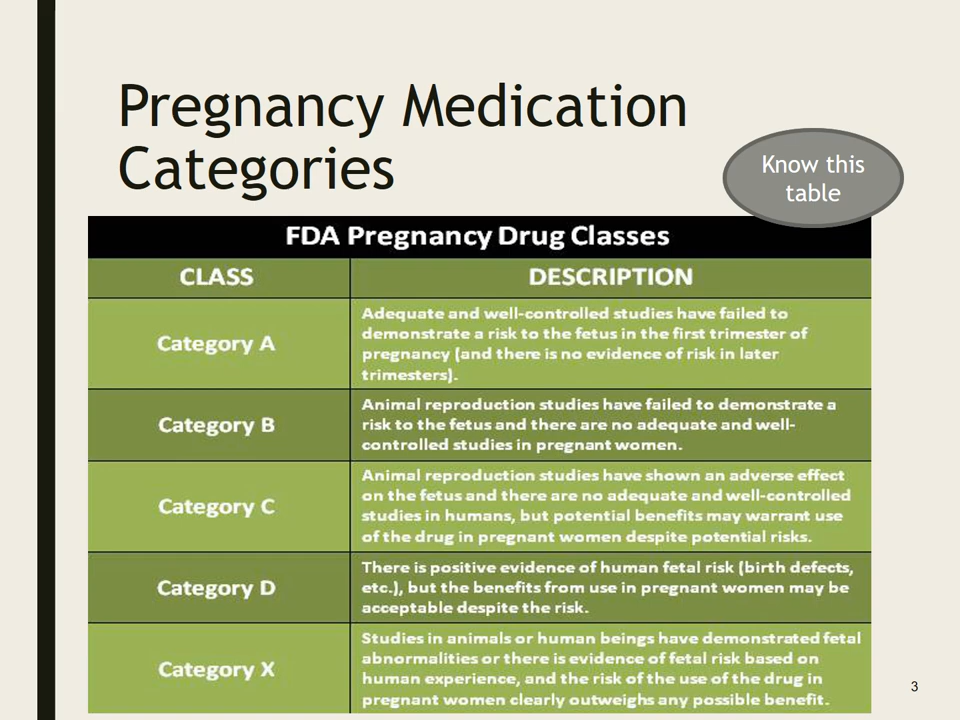 Pregnancy Medication
Categories
Know this
table
FDA Pregnancy Drug Classes
CLASS
DESCRIPTION
Category A
Adequate and well-controlled studies have failed to
demonstrate a risk to the fetus in the first trimester of
pregnancy (and there is no evidence of risk in later
trimesters).
Category B
Animal reproduction studies have failed to demonstrate a
risk to the fetus and there are no adequate and well-
controlled studies in pregnant women.
Category C
Animal reproduction studies have shown an adverse effect
on the fetus and there are no adequate and well-controlled
studies in humans, but potential benefits may warrant use
of the drug in pregnant women despite potential risks.
Category D
There is positive evidence of human fetal risk (birth defects,
etc.), but the benefits from use in pregnant women may be
acceptable despite the risk.
Category X
Studies in animals or human beings have demonstrated fetal
abnormalities or there is evidence of fetal risk based on
human experience, and the risk of the use of the drug in
pregnant women clearly outweighs any possible benefit.
3